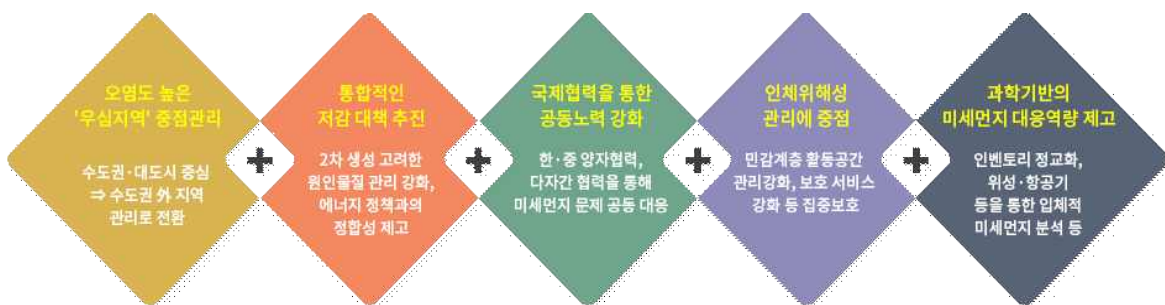 오염도 높은
'우심지역' 중점관리
수도권·대도시 중심
⇒ 수도권 外 지역
관리로 전환
+
통합적인
저감 대책 추진
2차 생성 고려한
원인물질 관리 강화,
에너지 정책과의
정합성 제고
+
국제협력을 통한
공동노력 강화
한·중 양자협력,
다자간 협력을 통해
미세먼지 문제 공동 대응
+
인체위해성
관리에 중점
민감계층 활동공간
관리강화, 보호 서비스
강화 등 집중보호
+
과학기반의
미세먼지 대응역량 제고
인벤토리 정교화,
위성·항공기
등을 통한 입체적
미세먼지 분석 등